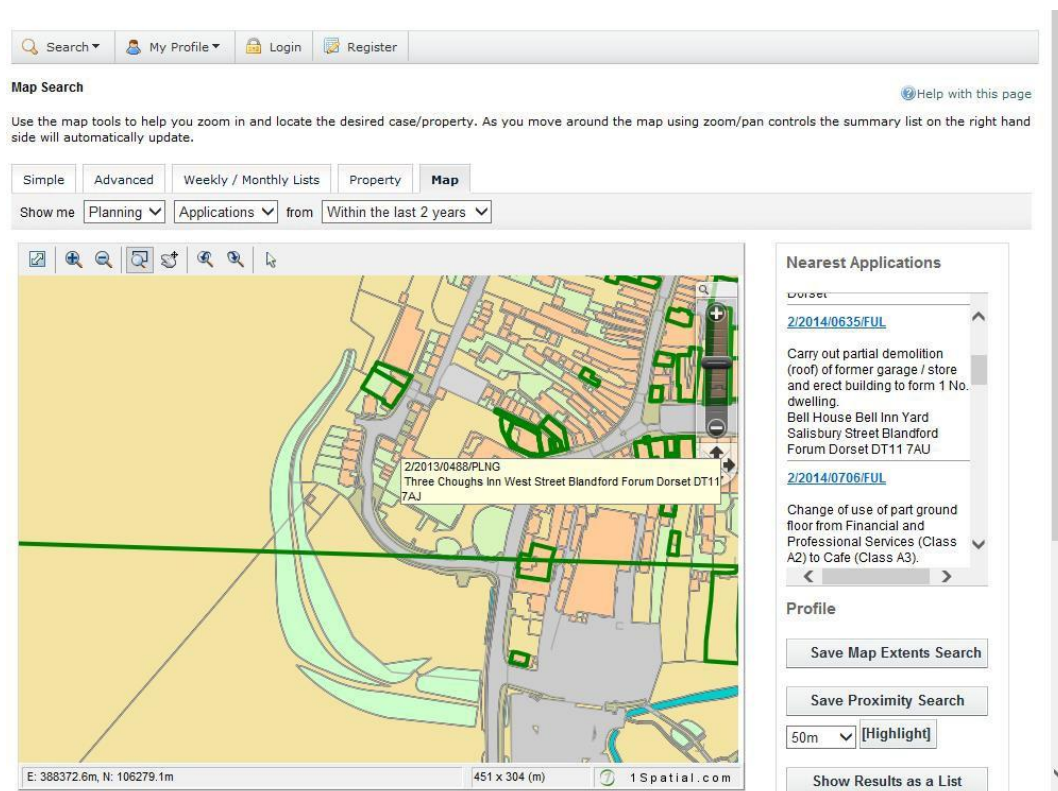 Search
My Profile
Login
Register
Map Search
Help with this page
Use the map tools to help you zoom in and locate the desired case/property. As you move around the map using zoom/pan controls the summary list on the right hand
side will automatically update.
Simple
Advanced
Weekly / Monthly Lists
Property
Map
Show me Planning Applications from Within the last 2 years
2/2013/0488/PLNG
Three Choughs Inn West Street Blandford Forum Dorset DT11
7AJ
E: 388372.6m, N: 106279.1m
451 x 304 (m)
1Spatial.com
Nearest Applications
Dorset
2/2014/0635/FUL
Carry out partial demolition
(roof) of former garage / store
and erect building to form 1 No.
dwelling.
Bell House Bell Inn Yard
Salisbury Street Blandford
Forum Dorset DT11 7AU
2/2014/0706/FUL
Change of use of part ground
floor from Financial and
Professional Services (Class
A2) to Cafe (Class A3).
Profile
Save Map Extents Search
Save Proximity Search
50m
[Highlight]
Show Results as a List